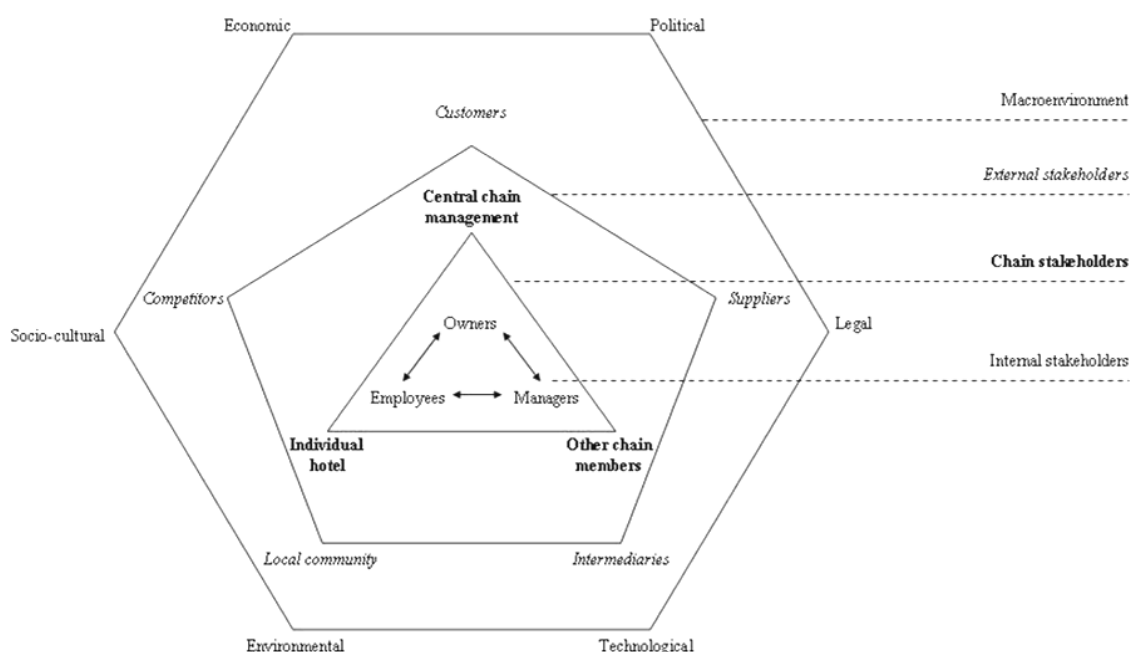 Economic
Political
Macroenvironment
Customers
External stakeholders
Central chain
management
Chain stakeholders
Competitors
Suppliers
Owners
Legal
Socio-cultural
Internal stakeholders
Employees
Managers
Individual
hotel
Other chain
members
Local community
Intermediaries
Environmental
Technological